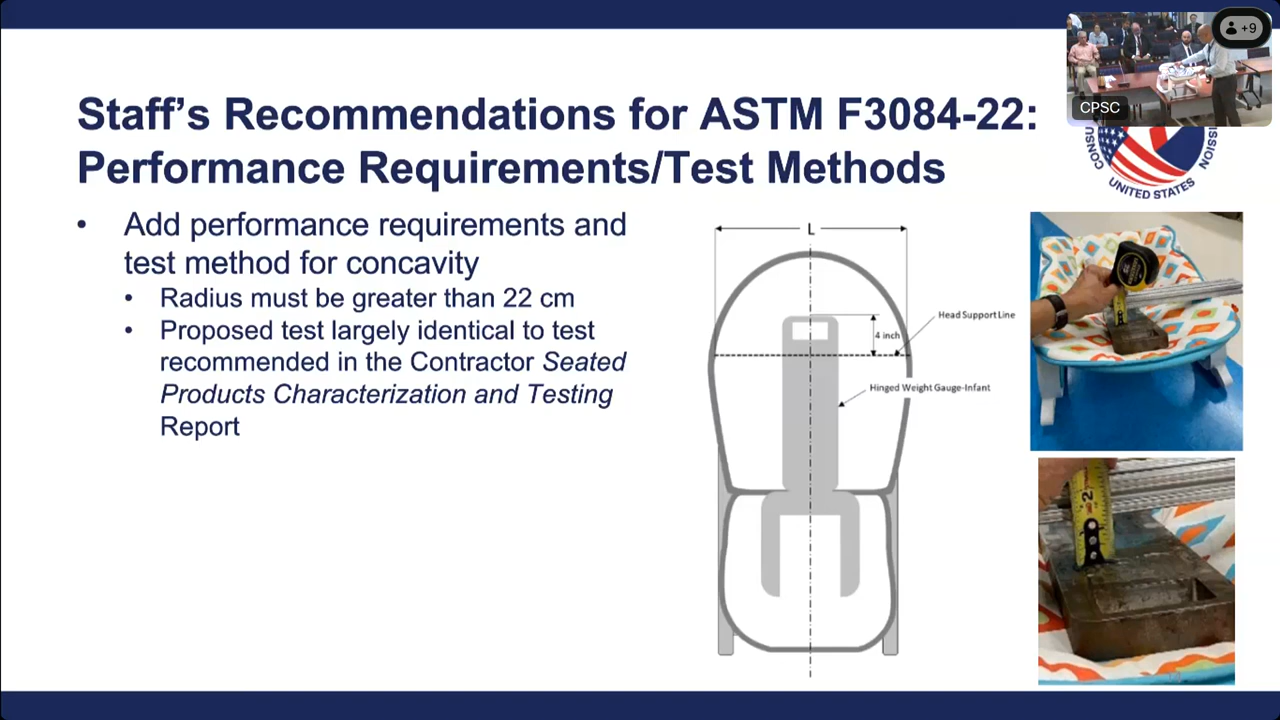 +9
CPSC
Staff's Recommendations for ASTM F3084-22:
Performance Requirements/Test Methods
UNITED STATES
• Add performance requirements and
test method for concavity
• Radius must be greater than 22 cm
• Proposed test largely identical to test
recommended in the Contractor Seated
Products Characterization and Testing
Report
L
Head Support Line
4 inch
Hinged Weight Gauge-Infant
2